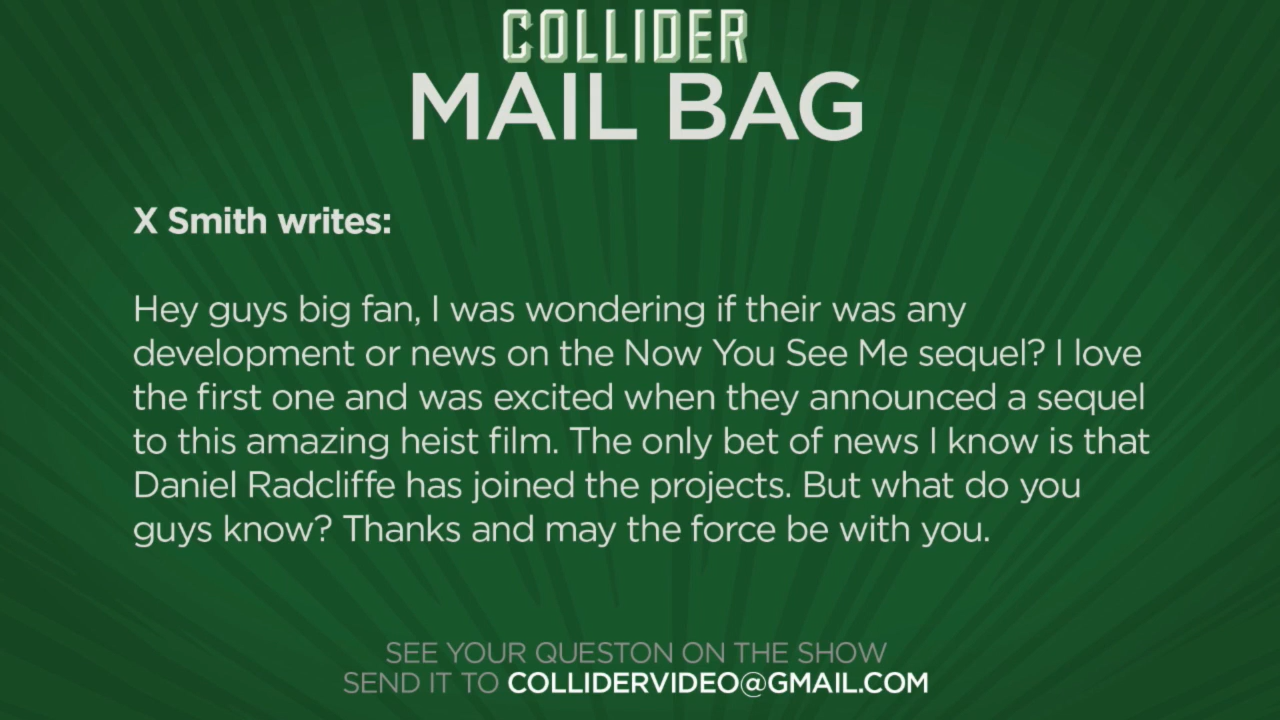 COLLIDER
MAIL BAG
X Smith writes:
Hey guys big fan, I was wondering if their was any
development or news on the Now You See Me sequel? I love
the first one and was excited when they announced a sequel
to this amazing heist film. The only bet of news I know is that
Daniel Radcliffe has joined the projects. But what do you
guys know? Thanks and may the force be with you.
SEE YOUR QUESTON ON THE SHOW
SEND IT TO COLLIDERVIDEO@GMAIL.COM